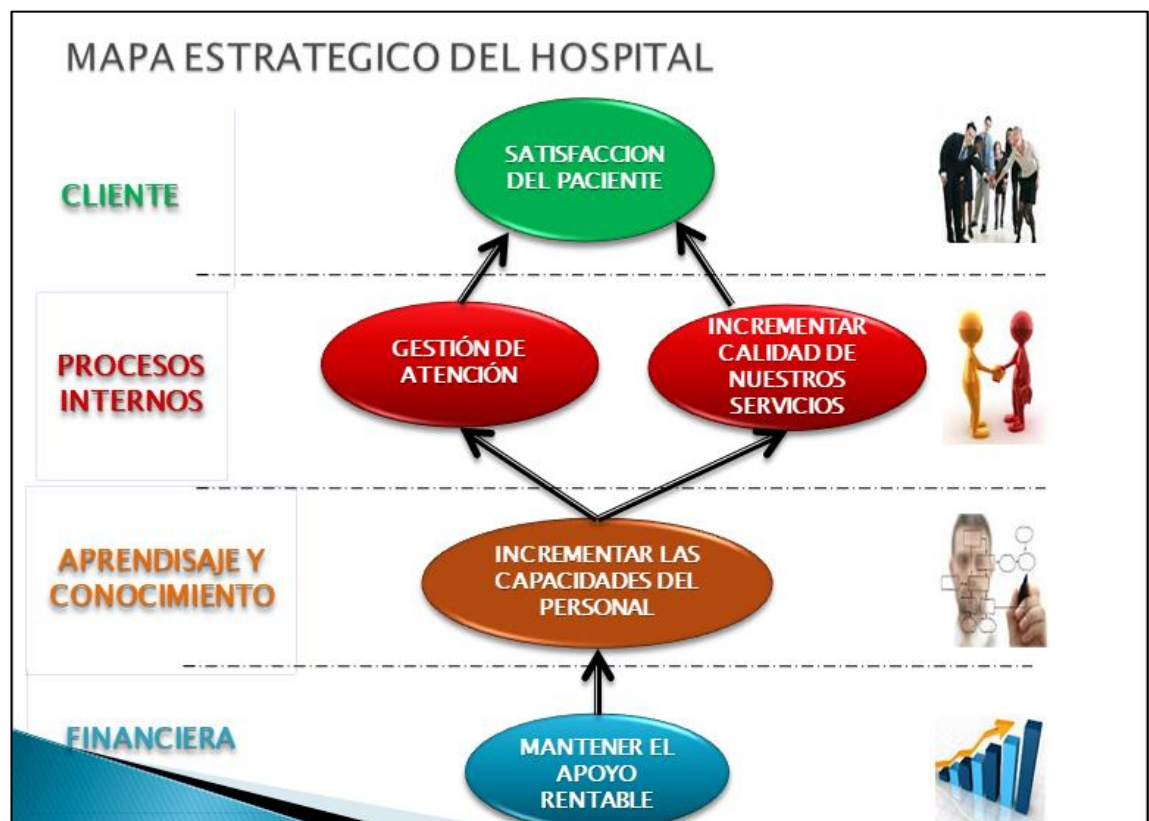 MAPA ESTRATEGICO DEL HOSPITAL
CLIENTE
SATISFACCION
DEL PACIENTE
PROCESOS
INTERNOS
GESTIÓN DE
ATENCIÓN
INCREMENTAR
CALIDAD DE
NUESTROS
SERVICIOS
APRENDISAJE Y
CONOCIMIENTO
INCREMENTAR LAS
CAPACIDADES DEL
PERSONAL
FINANCIERA
MANTENER EL
APOYO
RENTABLE